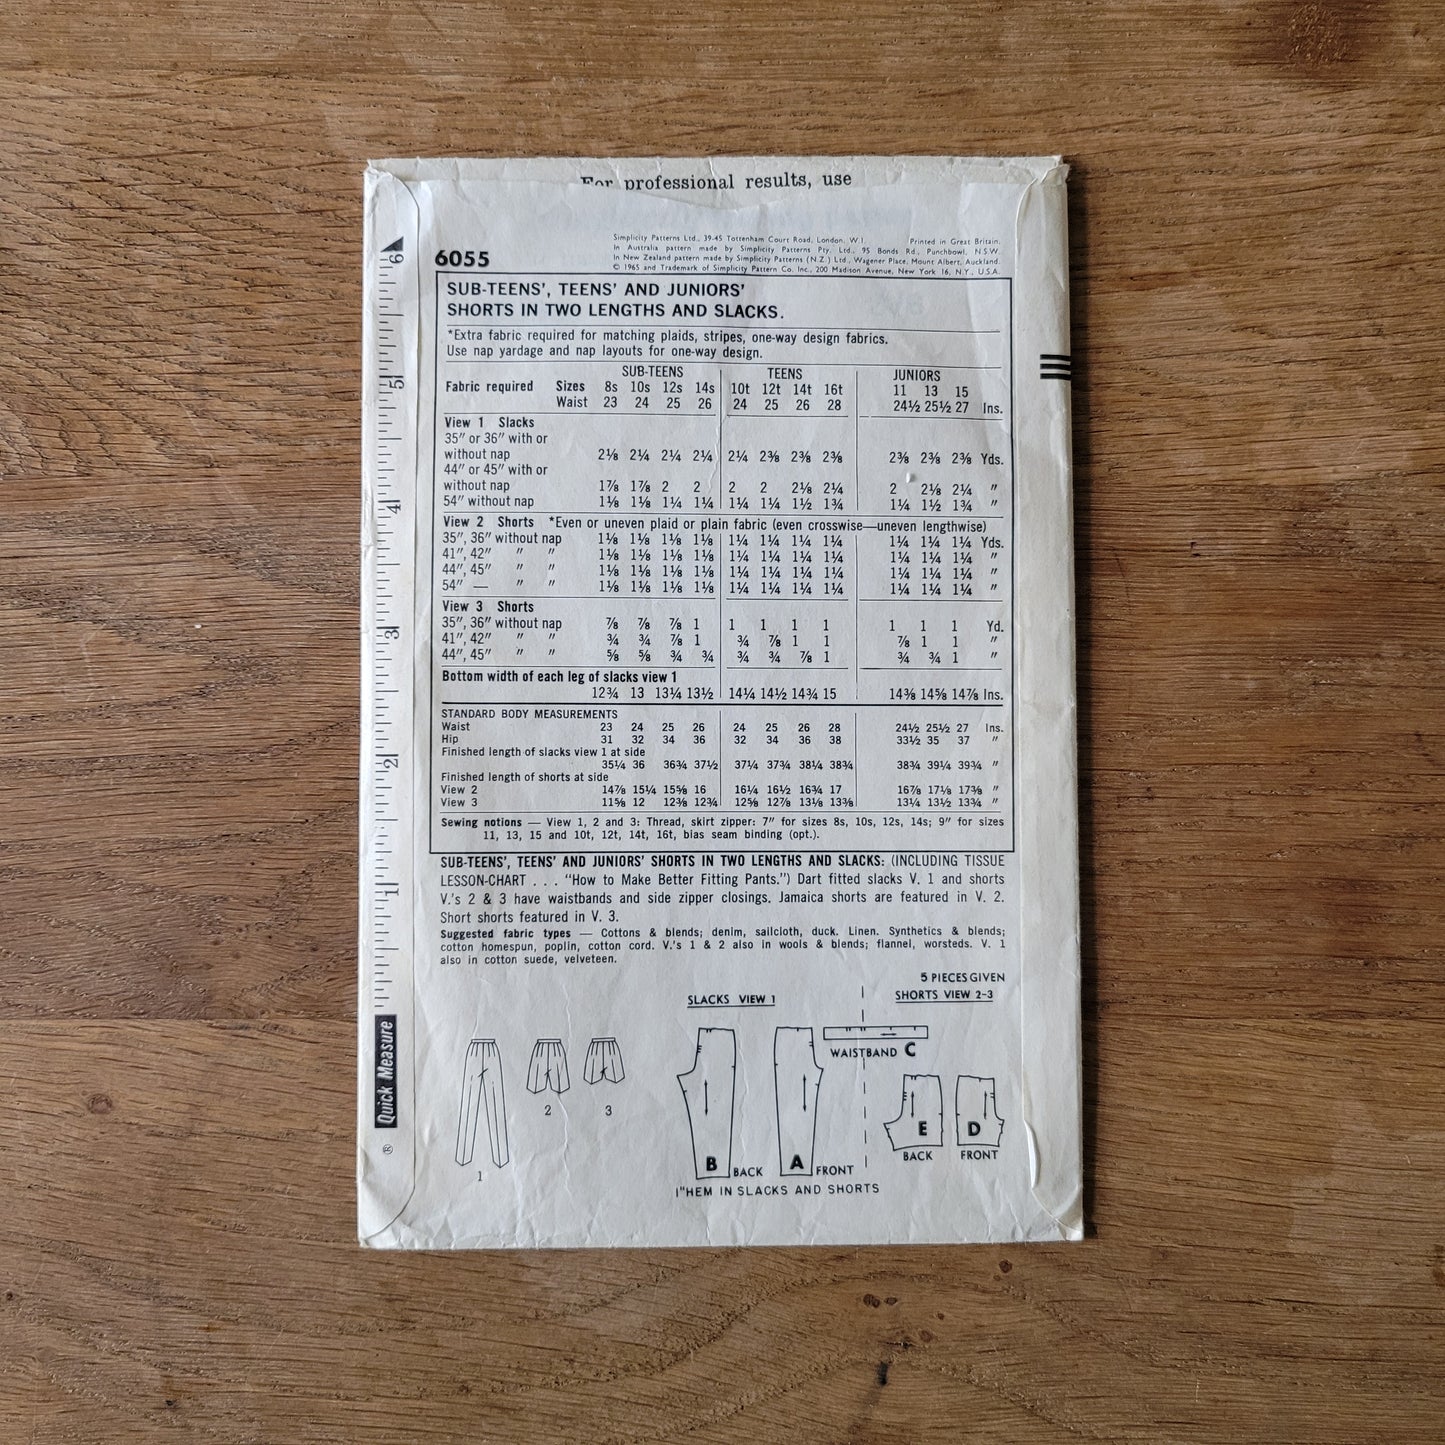 For professional results, use
6055
Simplicity Patterns Ltd., 39-45 Tottenham Court Road, London, W.I. Printed in Great Britain.
In Australia pattern made by Simplicity Patterns Pty. Ltd., 95 Bonds Rd., Punchbowl, N.S.W.
In New Zealand pattern made by Simplicity Patterns (N.Z.) Ltd., Wagener Place, Mount Albert, Auckland.
© 1965 and Trademark of Simplicity Pattern Co. Inc., 200 Madison Avenue, New York 16, N.Y., U.S.A.
SUB-TEENS', TEENS' AND JUNIORS'
SHORTS IN TWO LENGTHS AND SLACKS.
*Extra fabric required for matching plaids, stripes, one-way design fabrics.
Use nap yardage and nap layouts for one-way design.
SUB-TEENS TEENS JUNIORS
Fabric required Sizes 8s 10s 12s 14s 10t 12t 14t 16t 11 13 15
Waist 23 24 25 26 24 25 26 28 24½ 25½ 27 Ins.
View 1 Slacks
35" or 36" with or
without nap 2⅛ 2¼ 2¼ 2¼ 2¼ 2⅜ 2⅜ 2⅜ 2⅜ 2⅜ 2⅜ Yds.
44" or 45" with or
without nap 1⅞ 1⅞ 2 2 2 2 2⅛ 2¼ 2 2⅛ 2¼ "
54" without nap 1⅛ 1⅛ 1¼ 1¼ 1¼ 1¼ 1½ 1¾ 1¼ 1½ 1¾ "
View 2 Shorts *Even or uneven plaid or plain fabric (even crosswise—uneven lengthwise)
35", 36" without nap 1⅛ 1⅛ 1⅛ 1⅛ 1¼ 1¼ 1¼ 1¼ 1¼ 1¼ 1¼ Yds.
41", 42" " " 1⅛ 1⅛ 1⅛ 1⅛ 1¼ 1¼ 1¼ 1¼ 1¼ 1¼ 1¼ "
44", 45" " " 1⅛ 1⅛ 1⅛ 1⅛ 1¼ 1¼ 1¼ 1¼ 1¼ 1¼ 1¼ "
54" — " " 1⅛ 1⅛ 1⅛ 1⅛ 1¼ 1¼ 1¼ 1¼ 1¼ 1¼ 1¼ "
View 3 Shorts
35", 36" without nap ⅞ ⅞ ⅞ 1 1 1 1 1 1 1 1 Yd.
41", 42" " " ¾ ¾ ⅞ 1 ¾ ⅞ 1 1 ⅞ 1 1 "
44", 45" " " ⅝ ⅝ ¾ ¾ ¾ ¾ ⅞ 1 ¾ ¾ 1 "
Bottom width of each leg of slacks view 1
12¾ 13 13¼ 13½ 14¼ 14½ 14¾ 15 14⅜ 14⅝ 14⅞ Ins.
STANDARD BODY MEASUREMENTS
Waist 23 24 25 26 24 25 26 28 24½ 25½ 27 Ins.
Hip 31 32 34 36 32 34 36 38 33½ 35 37 "
Finished length of slacks view 1 at side
35¼ 36 36¾ 37½ 37¼ 37¾ 38¼ 38¾ 38¾ 39¼ 39¾ "
Finished length of shorts at side
View 2 14⅞ 15¼ 15⅝ 16 16¼ 16½ 16¾ 17 16⅞ 17⅛ 17⅜ "
View 3 11⅝ 12 12⅜ 12¾ 12⅝ 12⅞ 13⅛ 13⅜ 13¼ 13½ 13¾ "
Sewing notions — View 1, 2 and 3: Thread, skirt zipper: 7" for sizes 8s, 10s, 12s, 14s; 9" for sizes
11, 13, 15 and 10t, 12t, 14t, 16t, bias seam binding (opt.).
SUB-TEENS', TEENS' AND JUNIORS' SHORTS IN TWO LENGTHS AND SLACKS: (INCLUDING TISSUE
LESSON-CHART . . . "How to Make Better Fitting Pants.") Dart fitted slacks V. 1 and shorts
V.'s 2 & 3 have waistbands and side zipper closings. Jamaica shorts are featured in V. 2.
Short shorts featured in V. 3.
Suggested fabric types — Cottons & blends; denim, sailcloth, duck. Linen. Synthetics & blends;
cotton homespun, poplin, cotton cord. V.'s 1 & 2 also in wools & blends; flannel, worsteds. V. 1
also in cotton suede, velveteen.
5 PIECES GIVEN
SLACKS VIEW 1 SHORTS VIEW 2-3
WAISTBAND C
1 2 3
B BACK A FRONT
E BACK D FRONT
1" HEM IN SLACKS AND SHORTS
6 5 4 3 2 1
Quick Measure
®